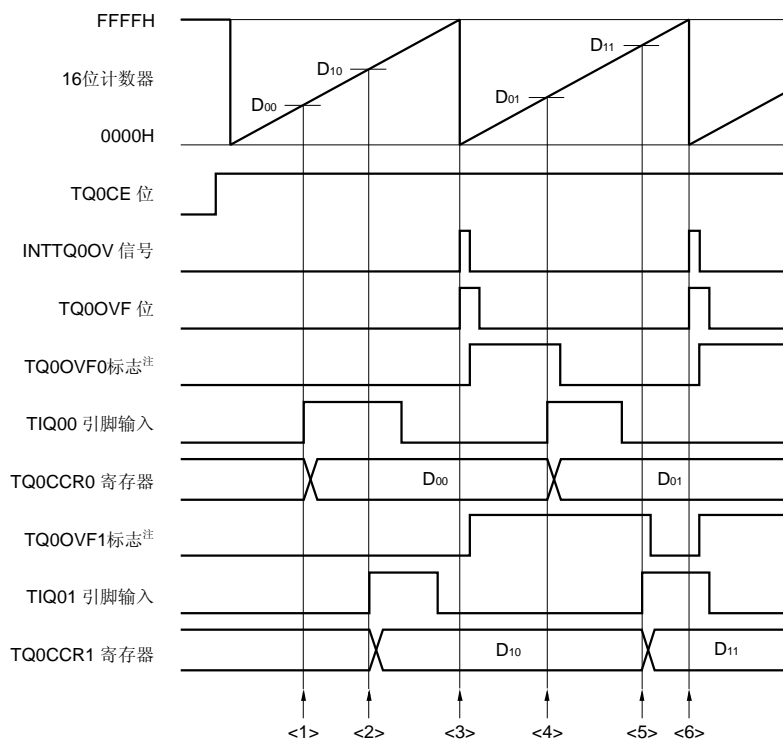 FFFFH
16位计数器
0000H
D00
D10
D01
D11
TQ0CE 位
INTTQ0OV 信号
TQ0OVF 位
TQ0OVF0标志注
TIQ00 引脚输入
TQ0CCR0 寄存器
D00
D01
TQ0OVF1标志注
TIQ01 引脚输入
TQ0CCR1 寄存器
D10
D11
<1> <2> <3> <4> <5> <6>